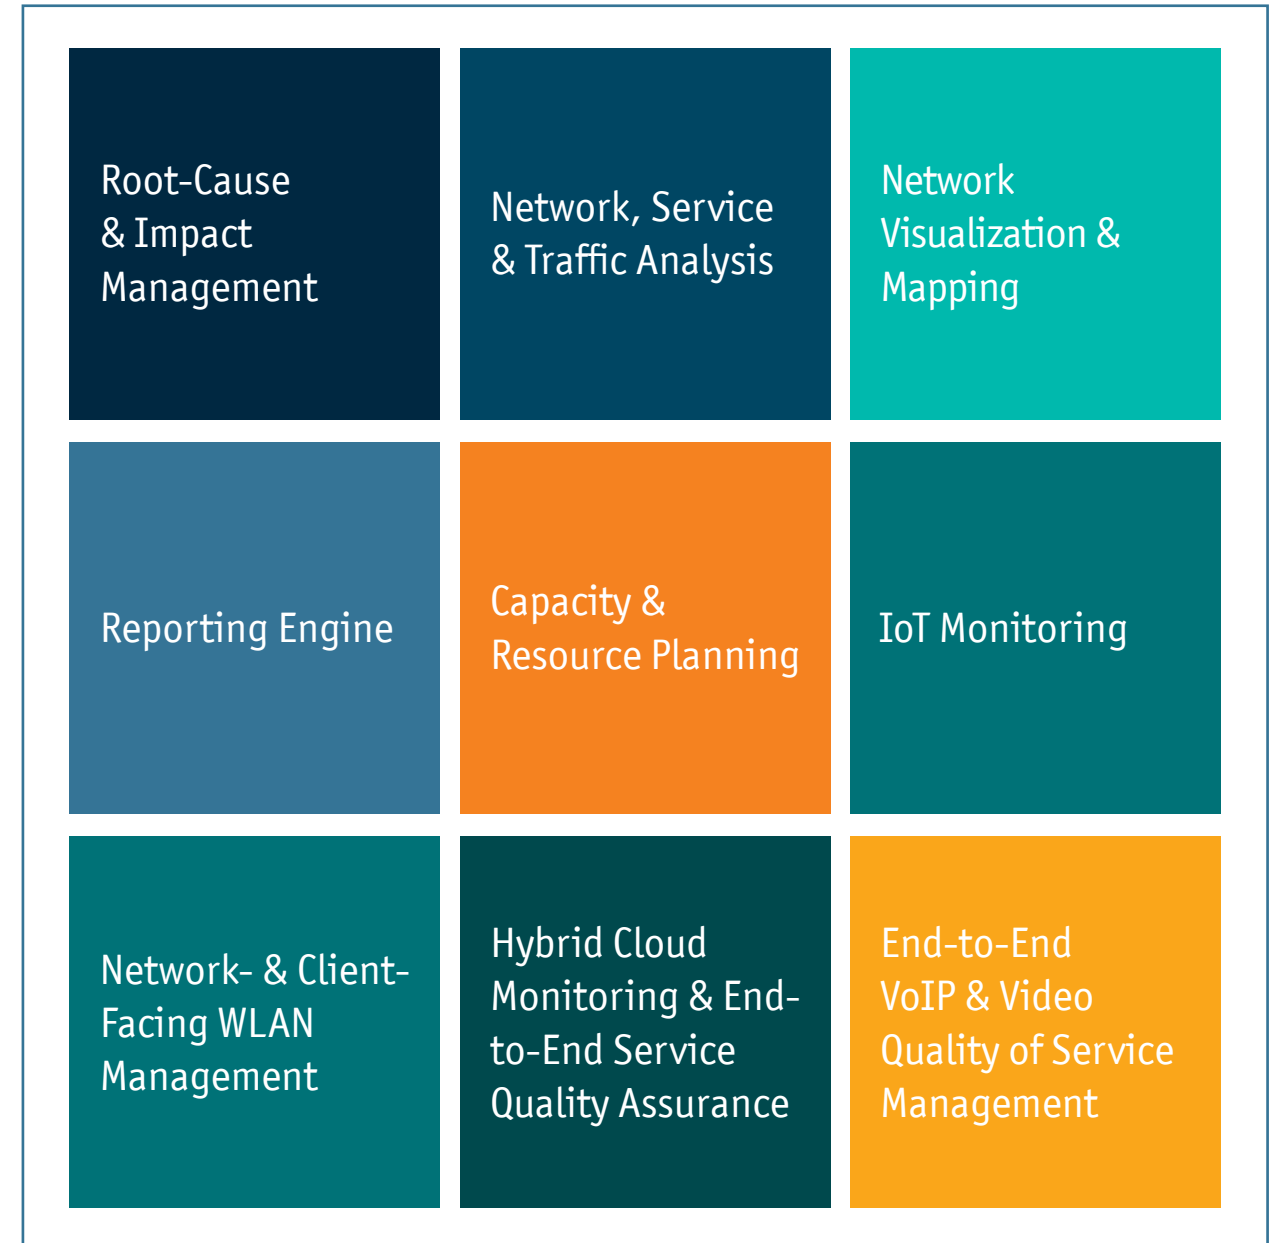 Root-Cause
& Impact
Management
Network, Service
& Traffic Analysis
Network
Visualization &
Mapping
Reporting Engine
Capacity &
Resource Planning
IoT Monitoring
Network- & Client-
Facing WLAN
Management
Hybrid Cloud
Monitoring & End-
to-End Service
Quality Assurance
End-to-End
VoIP & Video
Quality of Service
Management